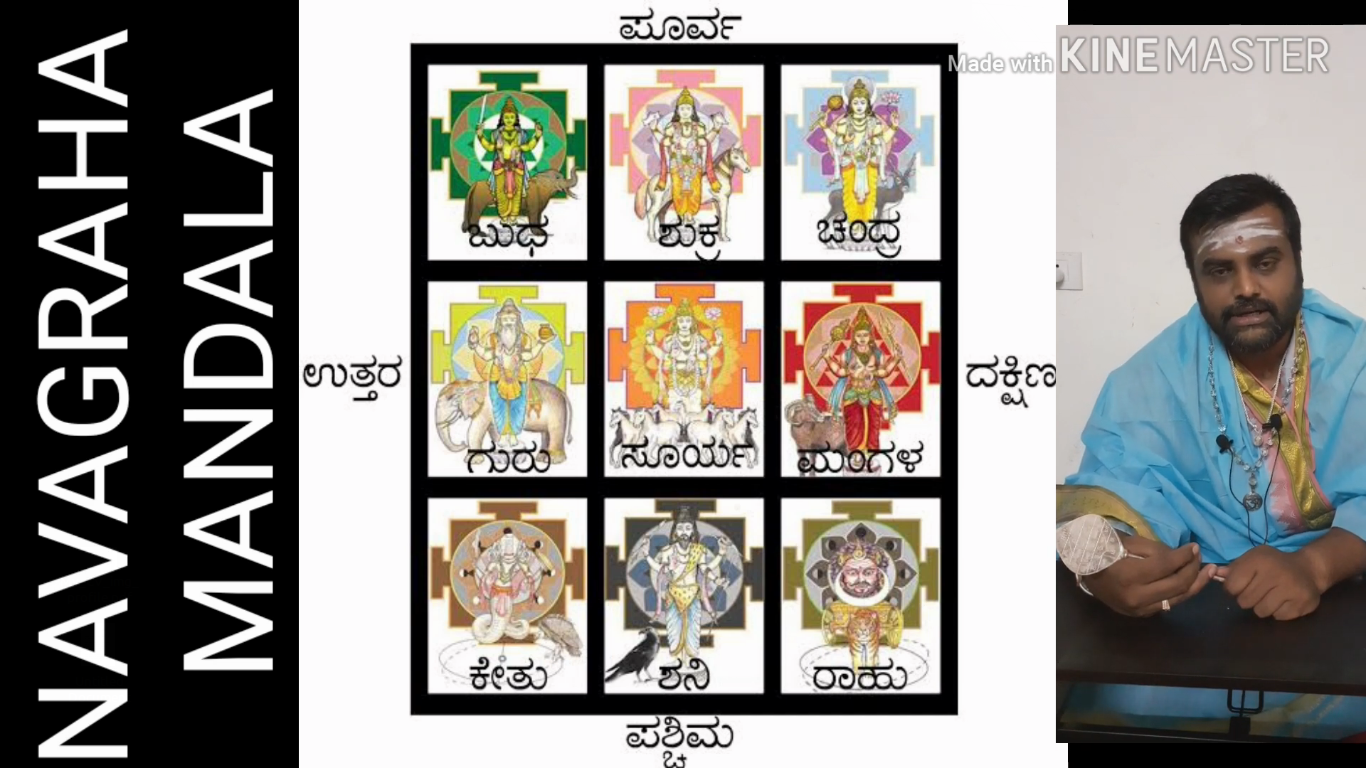 NAVAGRAHA
MANDALA
ಪೂರ್ವ
Made with KINEMASTER
ಬುಧ
ಶುಕ್ರ
ಚಂದ್ರ
ಉತ್ತರ
ಗುರು
ಸೂರ್ಯ
ಮಂಗಳ
ದಕ್ಷಿಣ
ಕೇತು
ಶನಿ
ರಾಹು
ಪಶ್ಚಿಮ